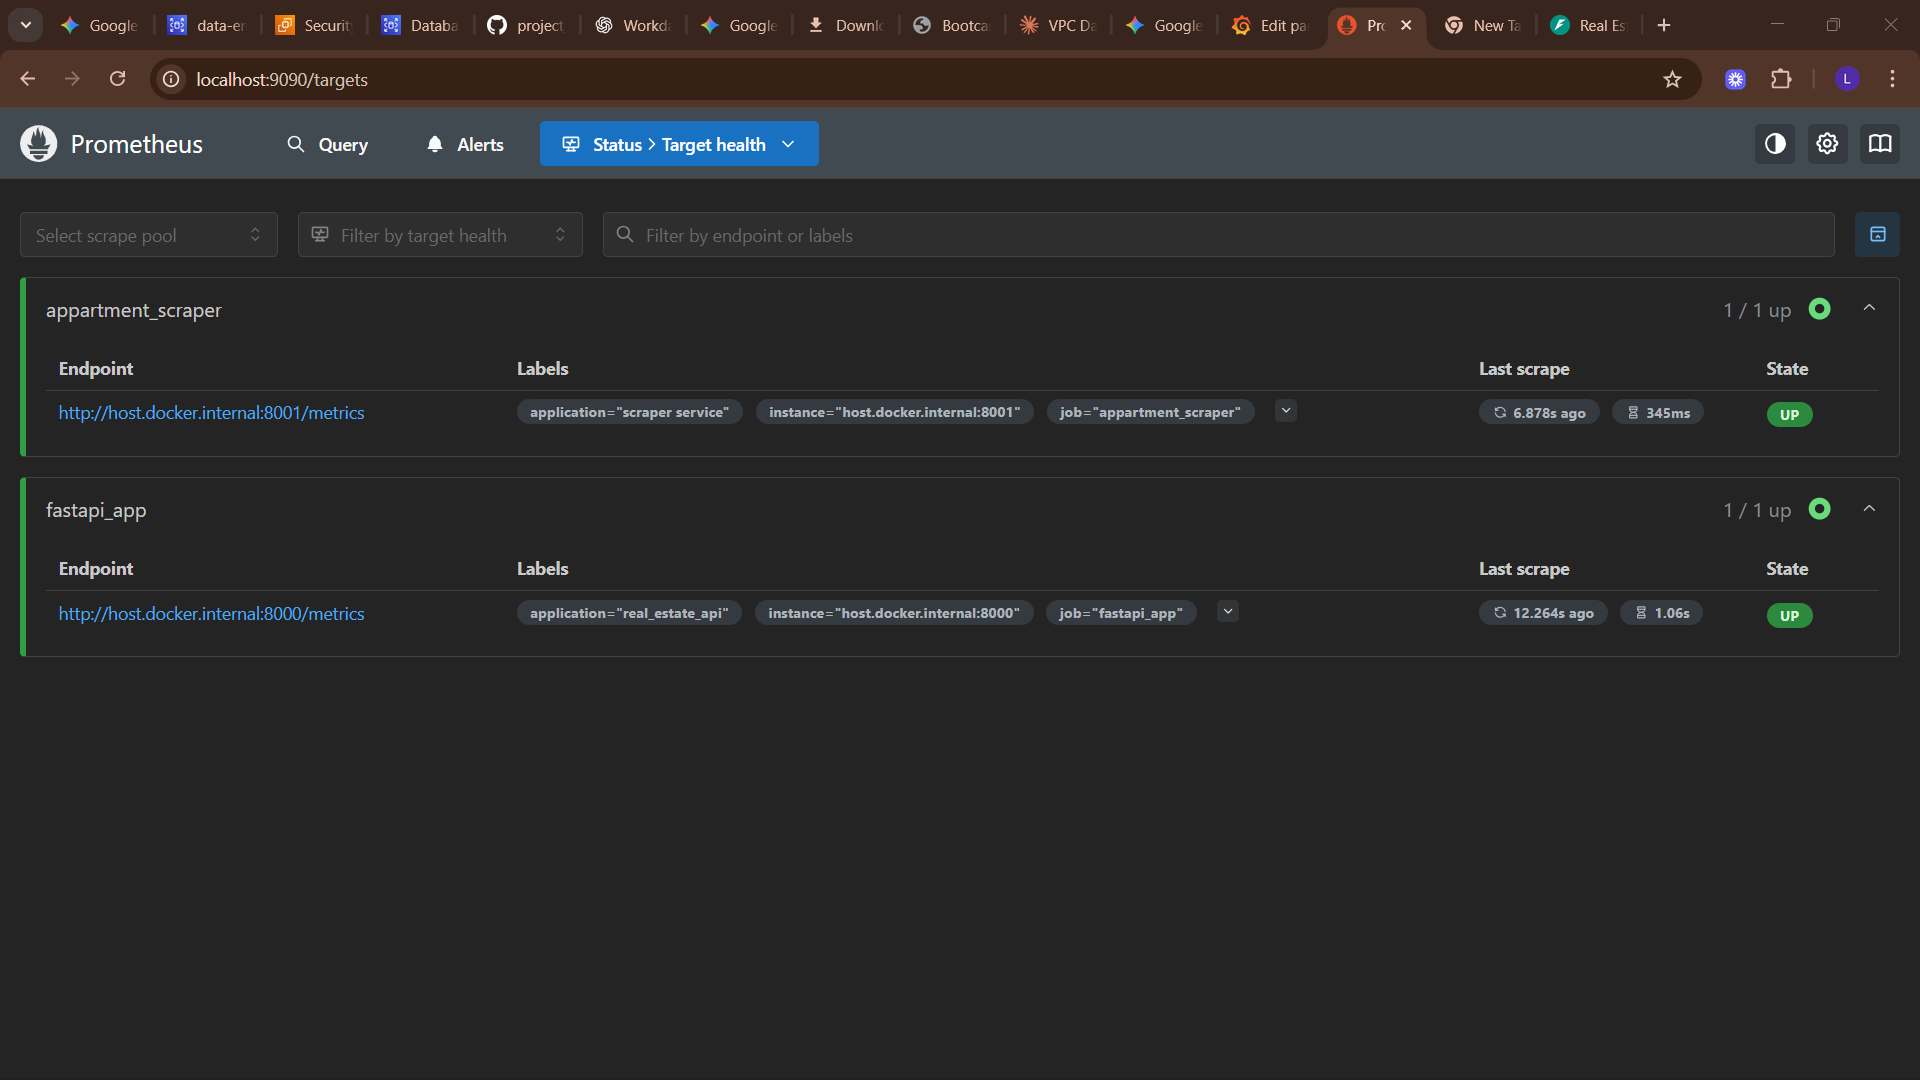 Google
data-er
Security
Databa
project
Workda
Google
Downlo
Bootca
VPC Da
Google
Edit pa
Pro
New Ta
Real Es
localhost:9090/targets
L
Prometheus
Query
Alerts
Status > Target health
Select scrape pool
Filter by target health
Filter by endpoint or labels
appartment_scraper
1 / 1 up
Endpoint Labels Last scrape State
http://host.docker.internal:8001/metrics application="scraper service" instance="host.docker.internal:8001" job="appartment_scraper" 6.878s ago 345ms UP
fastapi_app
1 / 1 up
Endpoint Labels Last scrape State
http://host.docker.internal:8000/metrics application="real_estate_api" instance="host.docker.internal:8000" job="fastapi_app" 12.264s ago 1.06s UP